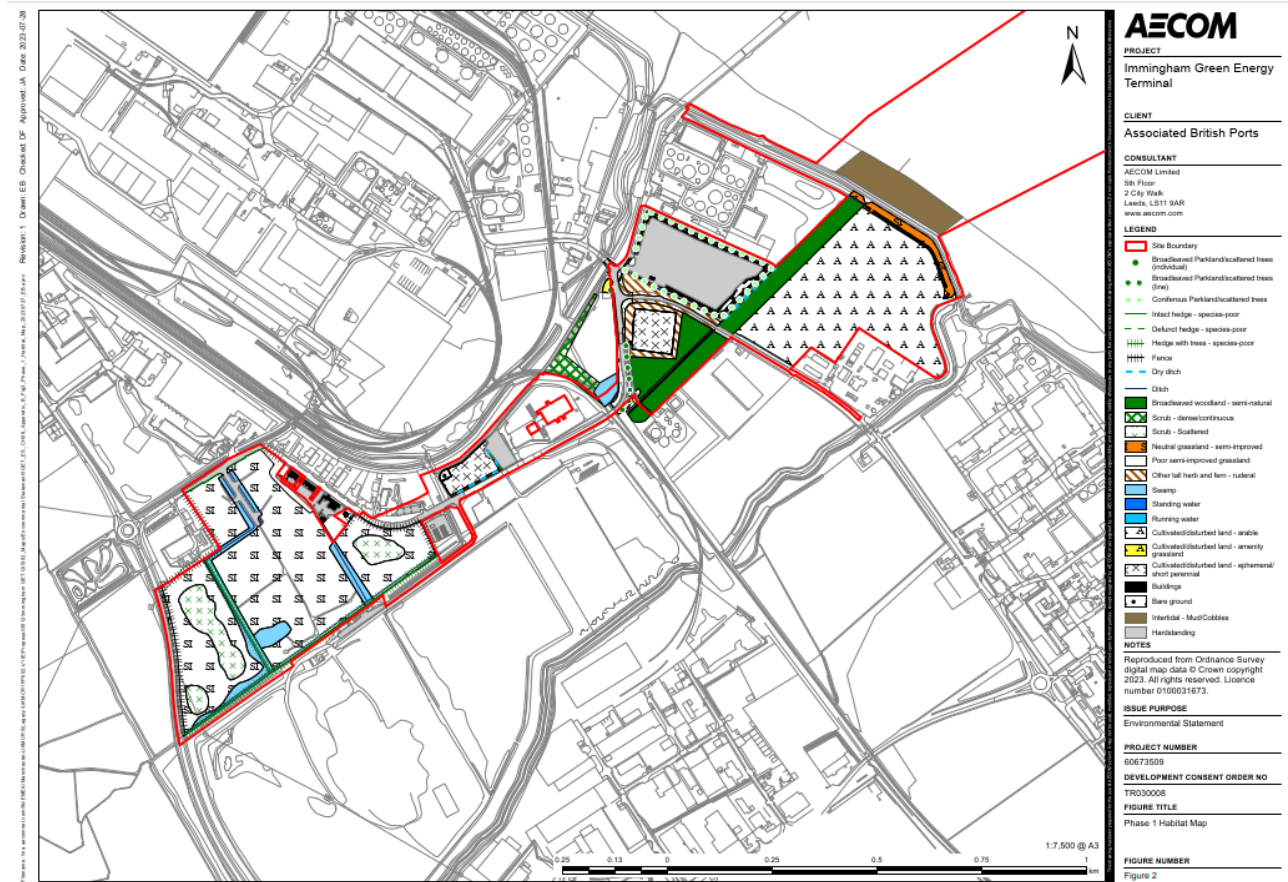 Revision: 1 Drawn: EB Checked: DF Approved: JA Date: 2023-07-28
N
AECOM
PROJECT
Immingham Green Energy
Terminal
CLIENT
Associated British Ports
CONSULTANT
AECOM Limited
5th Floor
2 City Walk
Leeds, LS11 9AR
www.aecom.com
LEGEND
Site Boundary
Broadleaved Parkland/scattered trees
(individual)
Broadleaved Parkland/scattered trees
(line)
Coniferous Parkland/scattered trees
Intact hedge - species-poor
Defunct hedge - species-poor
Hedge with trees - species-poor
Fence
Dry ditch
Ditch
Broadleaved woodland - semi-natural
Scrub - dense/continuous
Scrub - Scattered
Neutral grassland - semi-improved
Poor semi-improved grassland
Other tall herb and fern - ruderal
Swamp
Standing water
Running water
Cultivated/disturbed land - arable
Cultivated/disturbed land - amenity
grassland
Cultivated/disturbed land - ephemeral/
short perennial
Buildings
Bare ground
Intertidal - Mud/Cobbles
Hardstanding
NOTES
Reproduced from Ordnance Survey
digital map data © Crown copyright
2023. All rights reserved. Licence
number 0100031673.
ISSUE PURPOSE
Environmental Statement
PROJECT NUMBER
60673509
DEVELOPMENT CONSENT ORDER NO
TR030008
FIGURE TITLE
Phase 1 Habitat Map
FIGURE NUMBER
Figure 2
1:7,500 @ A3
0.25 0.13 0 0.25 0.5 0.75 1
km